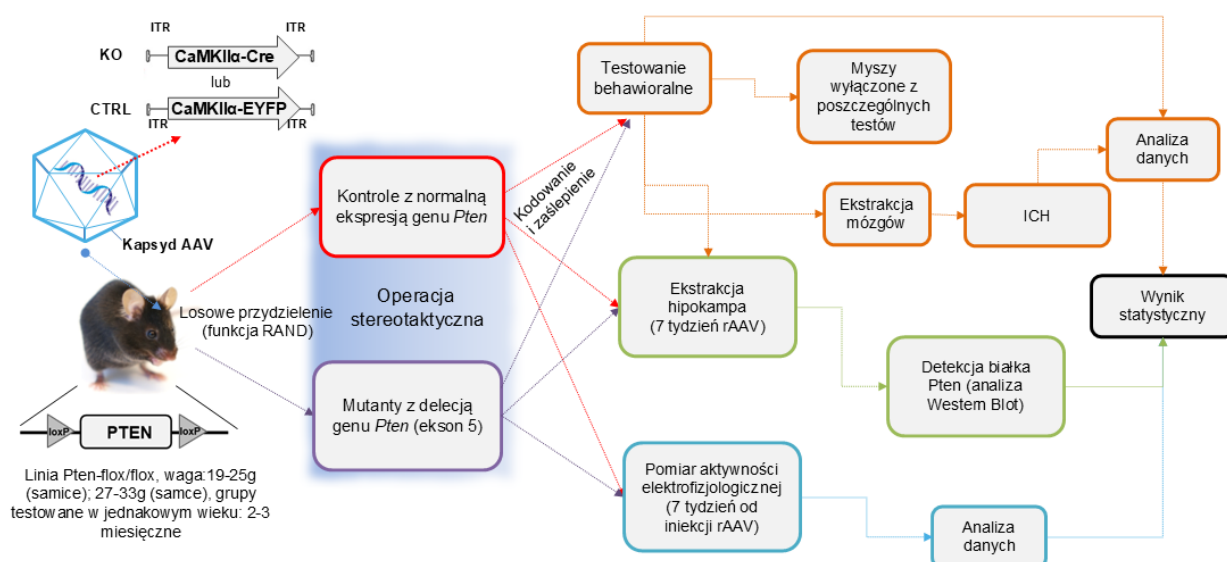 ITR ITR
KO CaMKIIα-Cre
lub
CTRL CaMKIIα-EYFP
ITR ITR
Kapsyd AAV
Losowe przydzielenie
(funkcja RAND)
loxP PTEN loxP
Linia Pten-flox/flox, waga:19-25g
(samice); 27-33g (samce), grupy
testowane w jednakowym wieku: 2-3
miesięczne
Kontrole z normalną
ekspresją genu Pten
Operacja
stereotaktyczna
Mutanty z delecją
genu Pten (ekson 5)
Kodowanie
i zaślepienie
Testowanie
behawioralne
Myszy
wyłączone z
poszczególnych
testów
Ekstrakcja
mózgów
ICH
Analiza
danych
Ekstrakcja
hipokampa
(7 tydzień rAAV)
Detekcja białka
Pten (analiza
Western Blot)
Wynik
statystyczny
Pomiar aktywności
elektrofizjologicznej
(7 tydzień od
iniekcji rAAV)
Analiza
danych